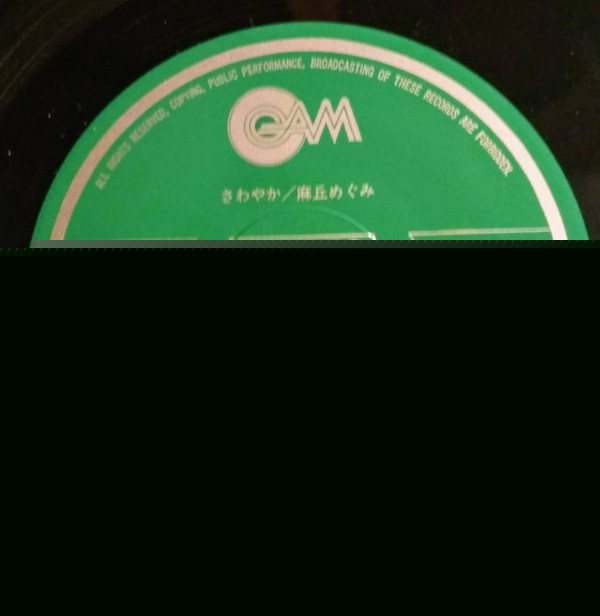 ALL RIGHTS RESERVED, COPYING, PUBLIC PERFORMANCE, BROADCASTING OF THESE RECORDS ARE FORBIDDEN.
GAM
さわやか/麻丘めぐみ